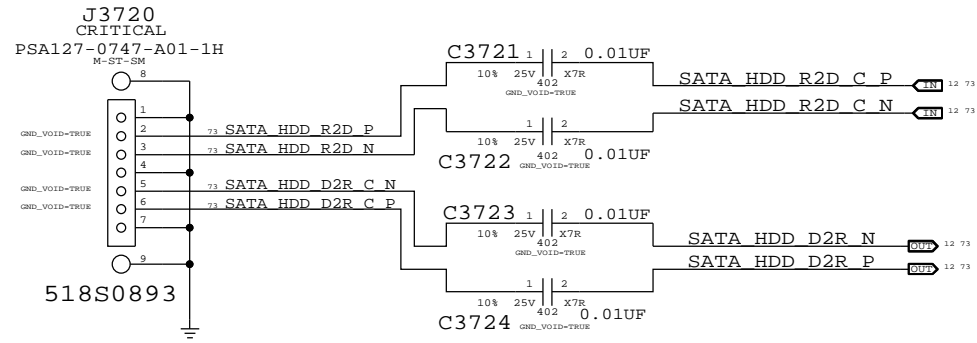 J3720
CRITICAL
PSA127-0747-A01-1H
M-ST-SM
8
1
GND_VOID=TRUE 2 73 SATA_HDD_R2D_P
GND_VOID=TRUE 3 73 SATA_HDD_R2D_N
4
GND_VOID=TRUE 5 73 SATA_HDD_D2R_C_N
GND_VOID=TRUE 6 73 SATA_HDD_D2R_C_P
7
9
518S0893
C3721 1 2 0.01UF
10% 25V X7R
402
GND_VOID=TRUE
SATA_HDD_R2D_C_P IN 12 73
SATA_HDD_R2D_C_N IN 12 73
1 2
10% 25V X7R
C3722 402 0.01UF
GND_VOID=TRUE
C3723 1 2 0.01UF
10% 25V X7R
402
GND_VOID=TRUE
SATA_HDD_D2R_N OUT 12 73
SATA_HDD_D2R_P OUT 12 73
1 2
10% 25V X7R
C3724 402 0.01UF
GND_VOID=TRUE